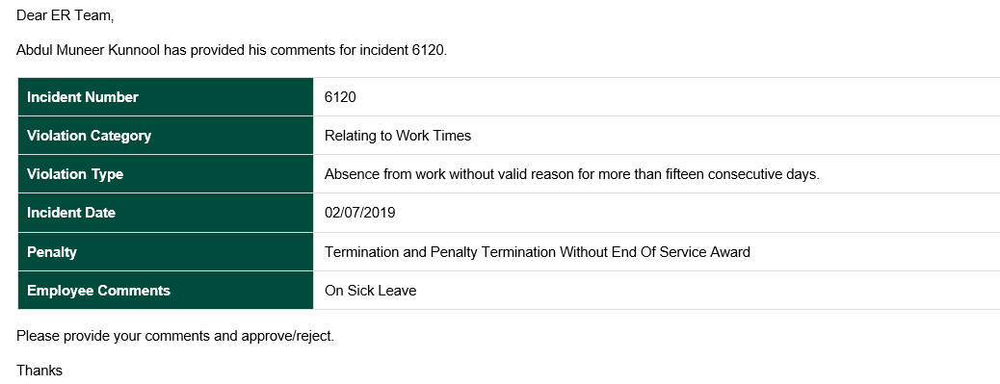 Dear ER Team,
Abdul Muneer Kunnool has provided his comments for incident 6120.
Incident Number 6120
Violation Category Relating to Work Times
Violation Type Absence from work without valid reason for more than fifteen consecutive days.
Incident Date 02/07/2019
Penalty Termination and Penalty Termination Without End Of Service Award
Employee Comments On Sick Leave
Please provide your comments and approve/reject.
Thanks